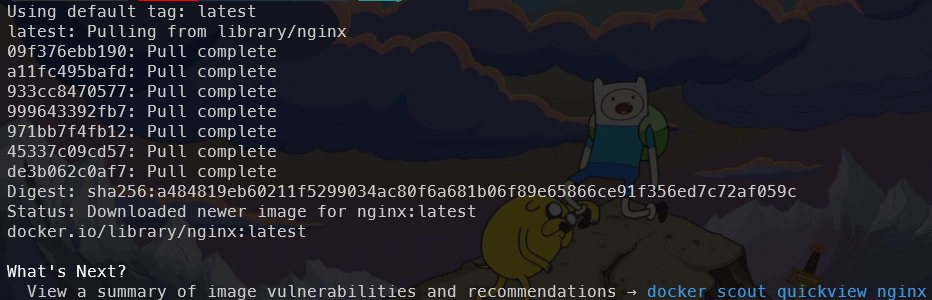 Using default tag: latest
latest: Pulling from library/nginx
09f376ebb190: Pull complete
a11fc495bafd: Pull complete
933cc8470577: Pull complete
999643392fb7: Pull complete
971bb7f4fb12: Pull complete
45337c09cd57: Pull complete
de3b062c0af7: Pull complete
Digest: sha256:a484819eb60211f5299034ac80f6a681b06f89e65866ce91f356ed7c72af059c
Status: Downloaded newer image for nginx:latest
docker.io/library/nginx:latest
What's Next?
View a summary of image vulnerabilities and recommendations → docker scout quickview nginx